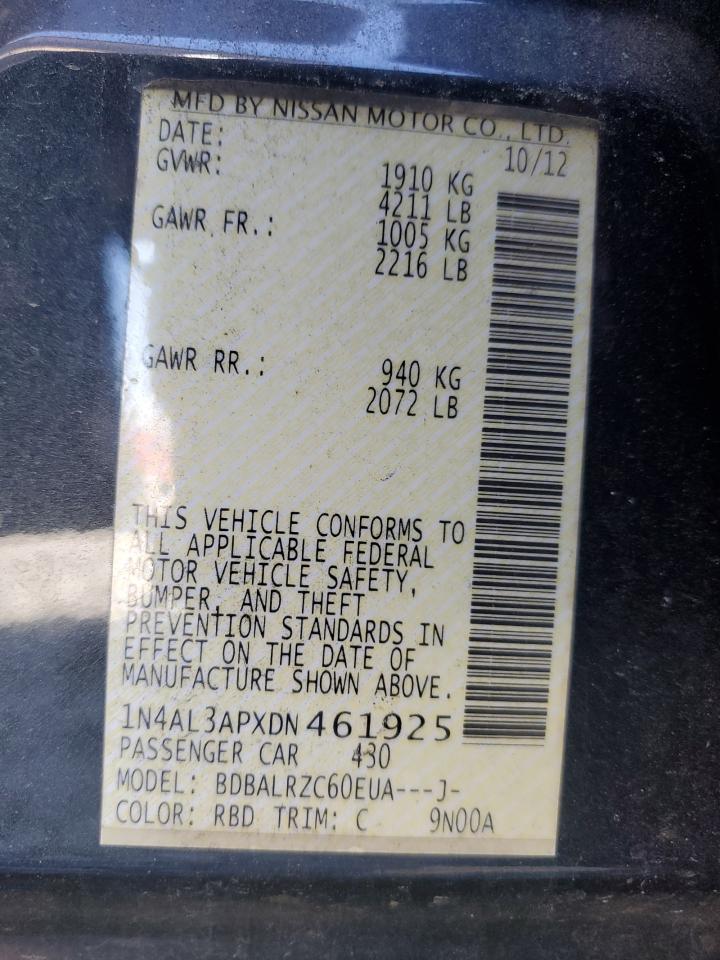 MFD BY NISSAN MOTOR CO., LTD.
DATE: 10/12
GVWR: 1910 KG
4211 LB
GAWR FR.: 1005 KG
2216 LB
GAWR RR.: 940 KG
2072 LB
THIS VEHICLE CONFORMS TO
ALL APPLICABLE FEDERAL
MOTOR VEHICLE SAFETY,
BUMPER, AND THEFT
PREVENTION STANDARDS IN
EFFECT ON THE DATE OF
MANUFACTURE SHOWN ABOVE.
1N4AL3APXDN461925
PASSENGER CAR 430
MODEL: BDBALRZC60EUA---J-
COLOR: RBD TRIM: C 9N00A